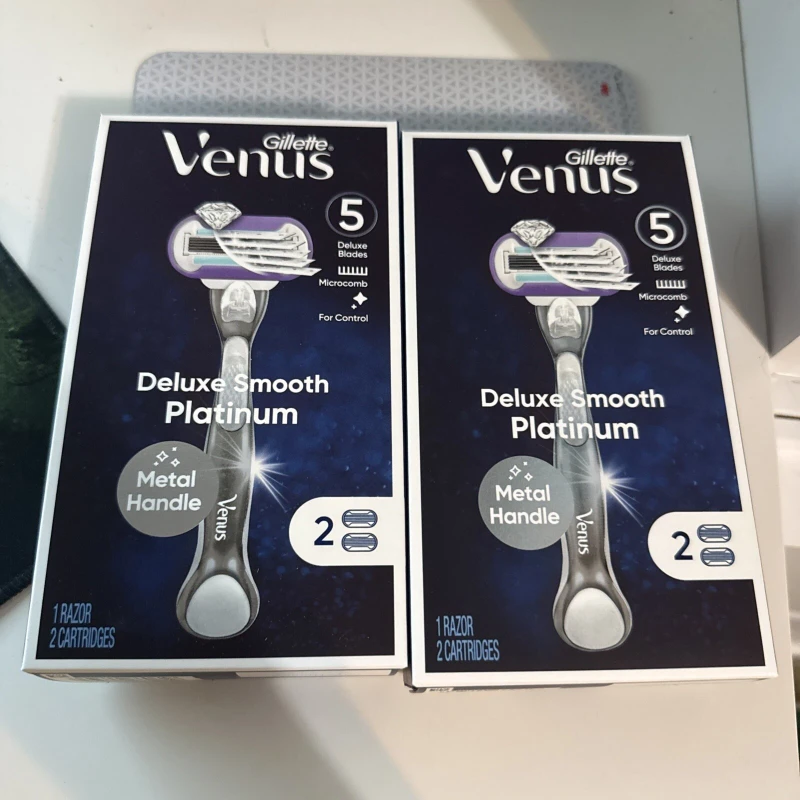 Gillette®
Venus
5
Deluxe
Blades
Microcomb
For Control
Deluxe Smooth
Platinum
Metal
Handle
Venus
2
1 RAZOR
2 CARTRIDGES
Gillette®
Venus
5
Deluxe
Blades
Microcomb
For Control
Deluxe Smooth
Platinum
Metal
Handle
Venus
2
1 RAZOR
2 CARTRIDGES